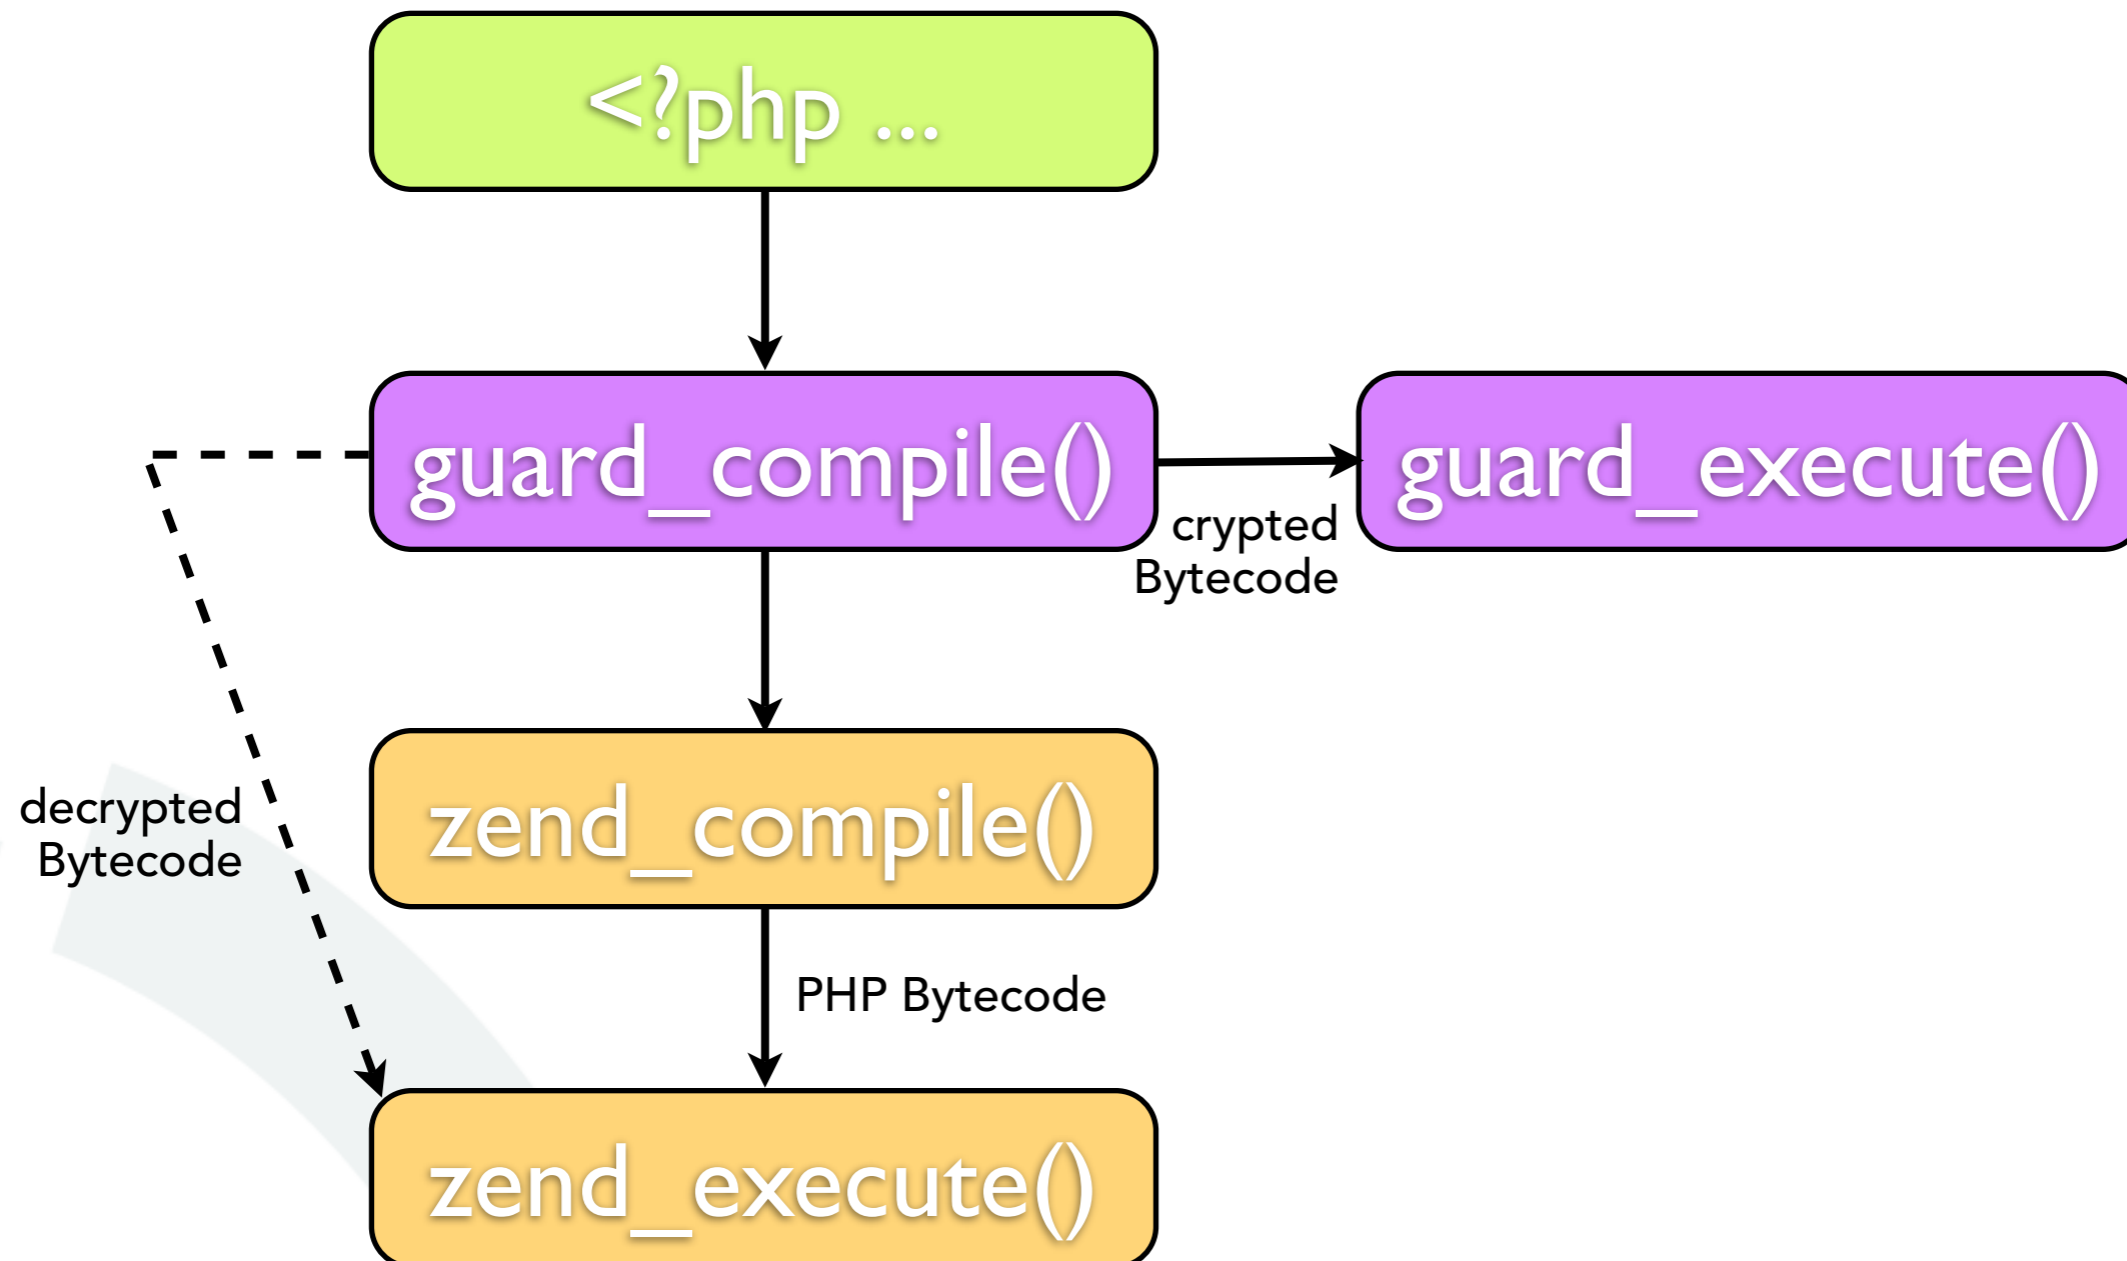 <?php ...
guard_compile()
guard_execute()
crypted
Bytecode
zend_compile()
decrypted
Bytecode
PHP Bytecode
zend_execute()